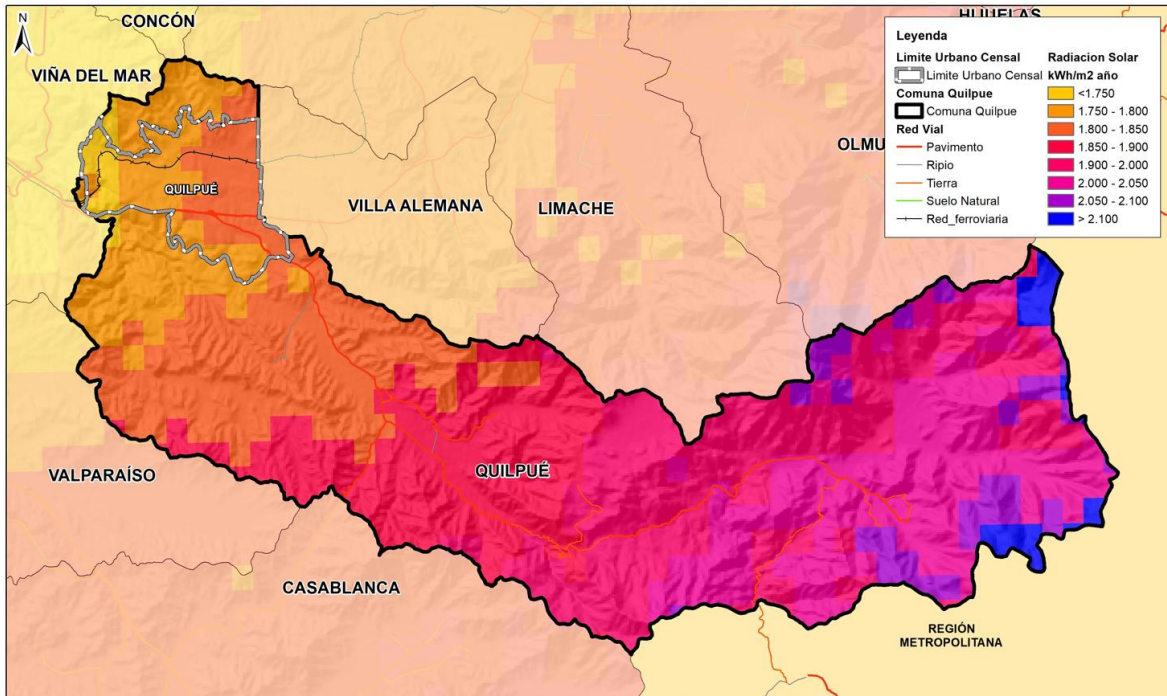 N
CONCÓN
VIÑA DEL MAR
QUILPUÉ
VILLA ALEMANA
LIMACHE
VALPARAÍSO
QUILPUÉ
CASABLANCA
REGIÓN
METROPOLITANA
Leyenda
Limite Urbano Censal
Limite Urbano Censal
Comuna Quilpue
Comuna Quilpue
Red Vial
Pavimento
Ripio
Tierra
Suelo Natural
Red_ferroviaria
Radiacion Solar
kWh/m2 año
<1.750
1.750 - 1.800
1.800 - 1.850
1.850 - 1.900
1.900 - 2.000
2.000 - 2.050
2.050 - 2.100
> 2.100